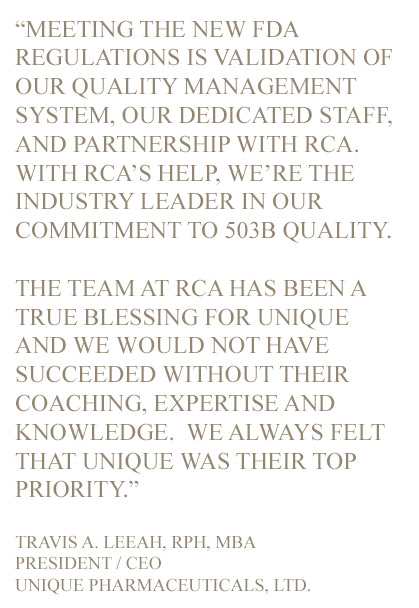 “MEETING THE NEW FDA
REGULATIONS IS VALIDATION OF
OUR QUALITY MANAGEMENT
SYSTEM, OUR DEDICATED STAFF,
AND PARTNERSHIP WITH RCA.
WITH RCA’S HELP, WE’RE THE
INDUSTRY LEADER IN OUR
COMMITMENT TO 503B QUALITY.

THE TEAM AT RCA HAS BEEN A
TRUE BLESSING FOR UNIQUE
AND WE WOULD NOT HAVE
SUCCEEDED WITHOUT THEIR
COACHING, EXPERTISE AND
KNOWLEDGE.  WE ALWAYS FELT
THAT UNIQUE WAS THEIR TOP
PRIORITY.”

TRAVIS A. LEEAH, RPH, MBA
PRESIDENT / CEO
UNIQUE PHARMACEUTICALS, LTD.